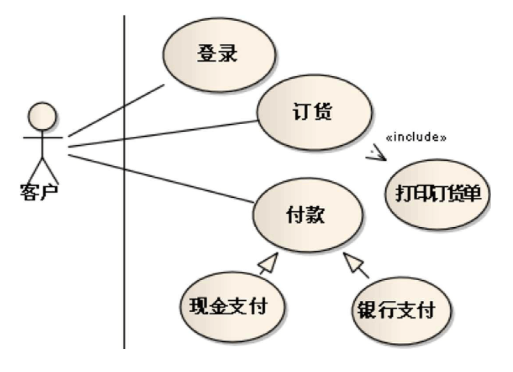 登录
订货
«include»
客户
打印订货单
付款
现金支付
银行支付